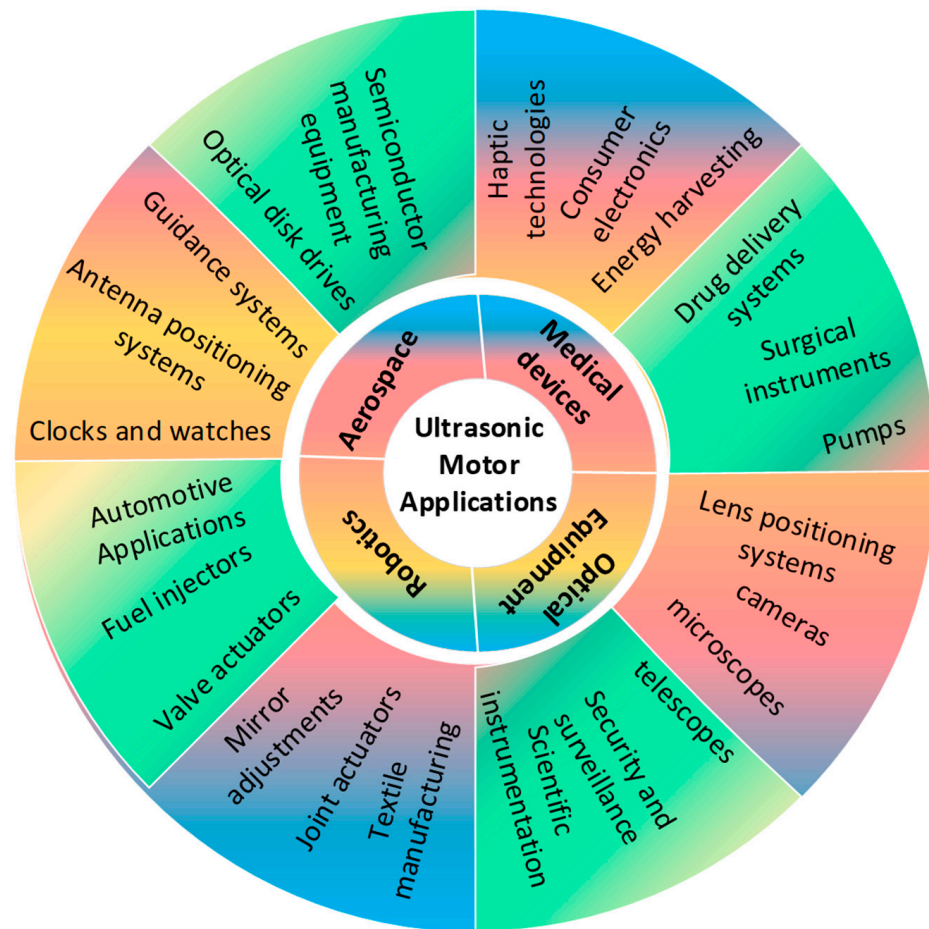 Ultrasonic
Motor
Applications
Aerospace
Medical
devices
Optical
Equipment
Robotics
Haptic
technologies
Consumer
electronics
Energy harvesting
Drug delivery
systems
Surgical
instruments
Pumps
Lens positioning
systems
cameras
microscopes
telescopes
Security and
surveillance
Scientific
instrumentation
Textile
manufacturing
Joint actuators
Mirror
adjustments
Valve actuators
Fuel injectors
Automotive
Applications
Clocks and watches
Antenna positioning
systems
Guidance systems
Optical disk drives
Semiconductor
manufacturing
equipment